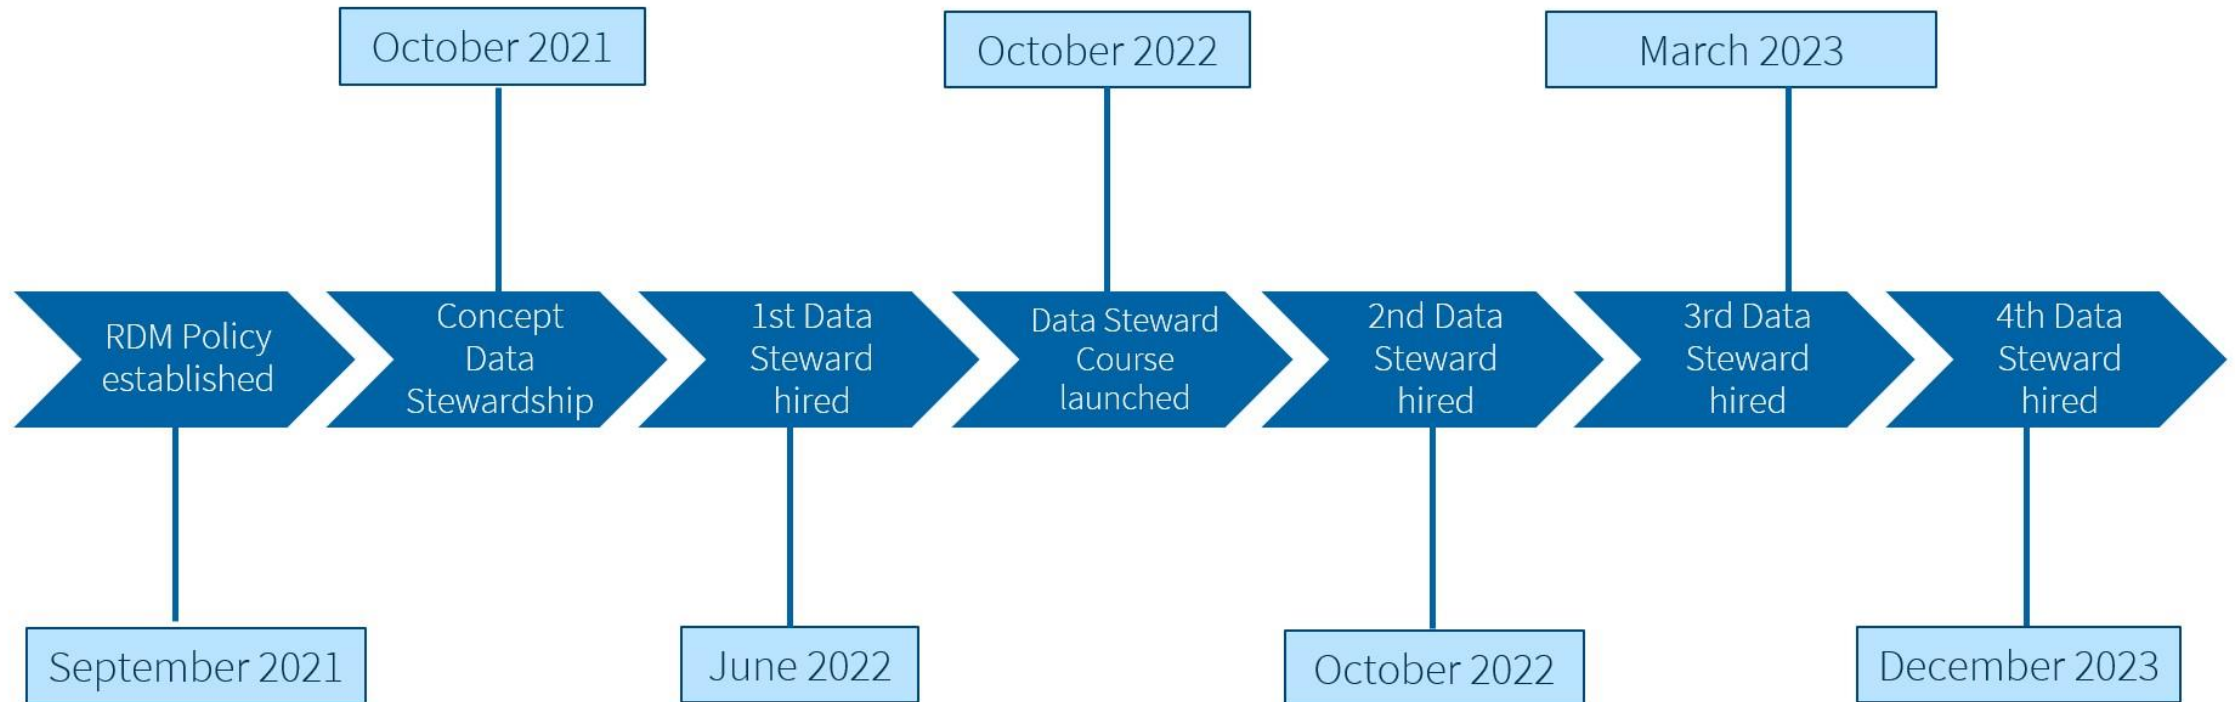 October 2021
October 2022
March 2023
RDM Policy
established
Concept
Data
Stewardship
1st Data
Steward
hired
Data Steward
Course
launched
2nd Data
Steward
hired
3rd Data
Steward
hired
4th Data
Steward
hired
September 2021
June 2022
October 2022
December 2023